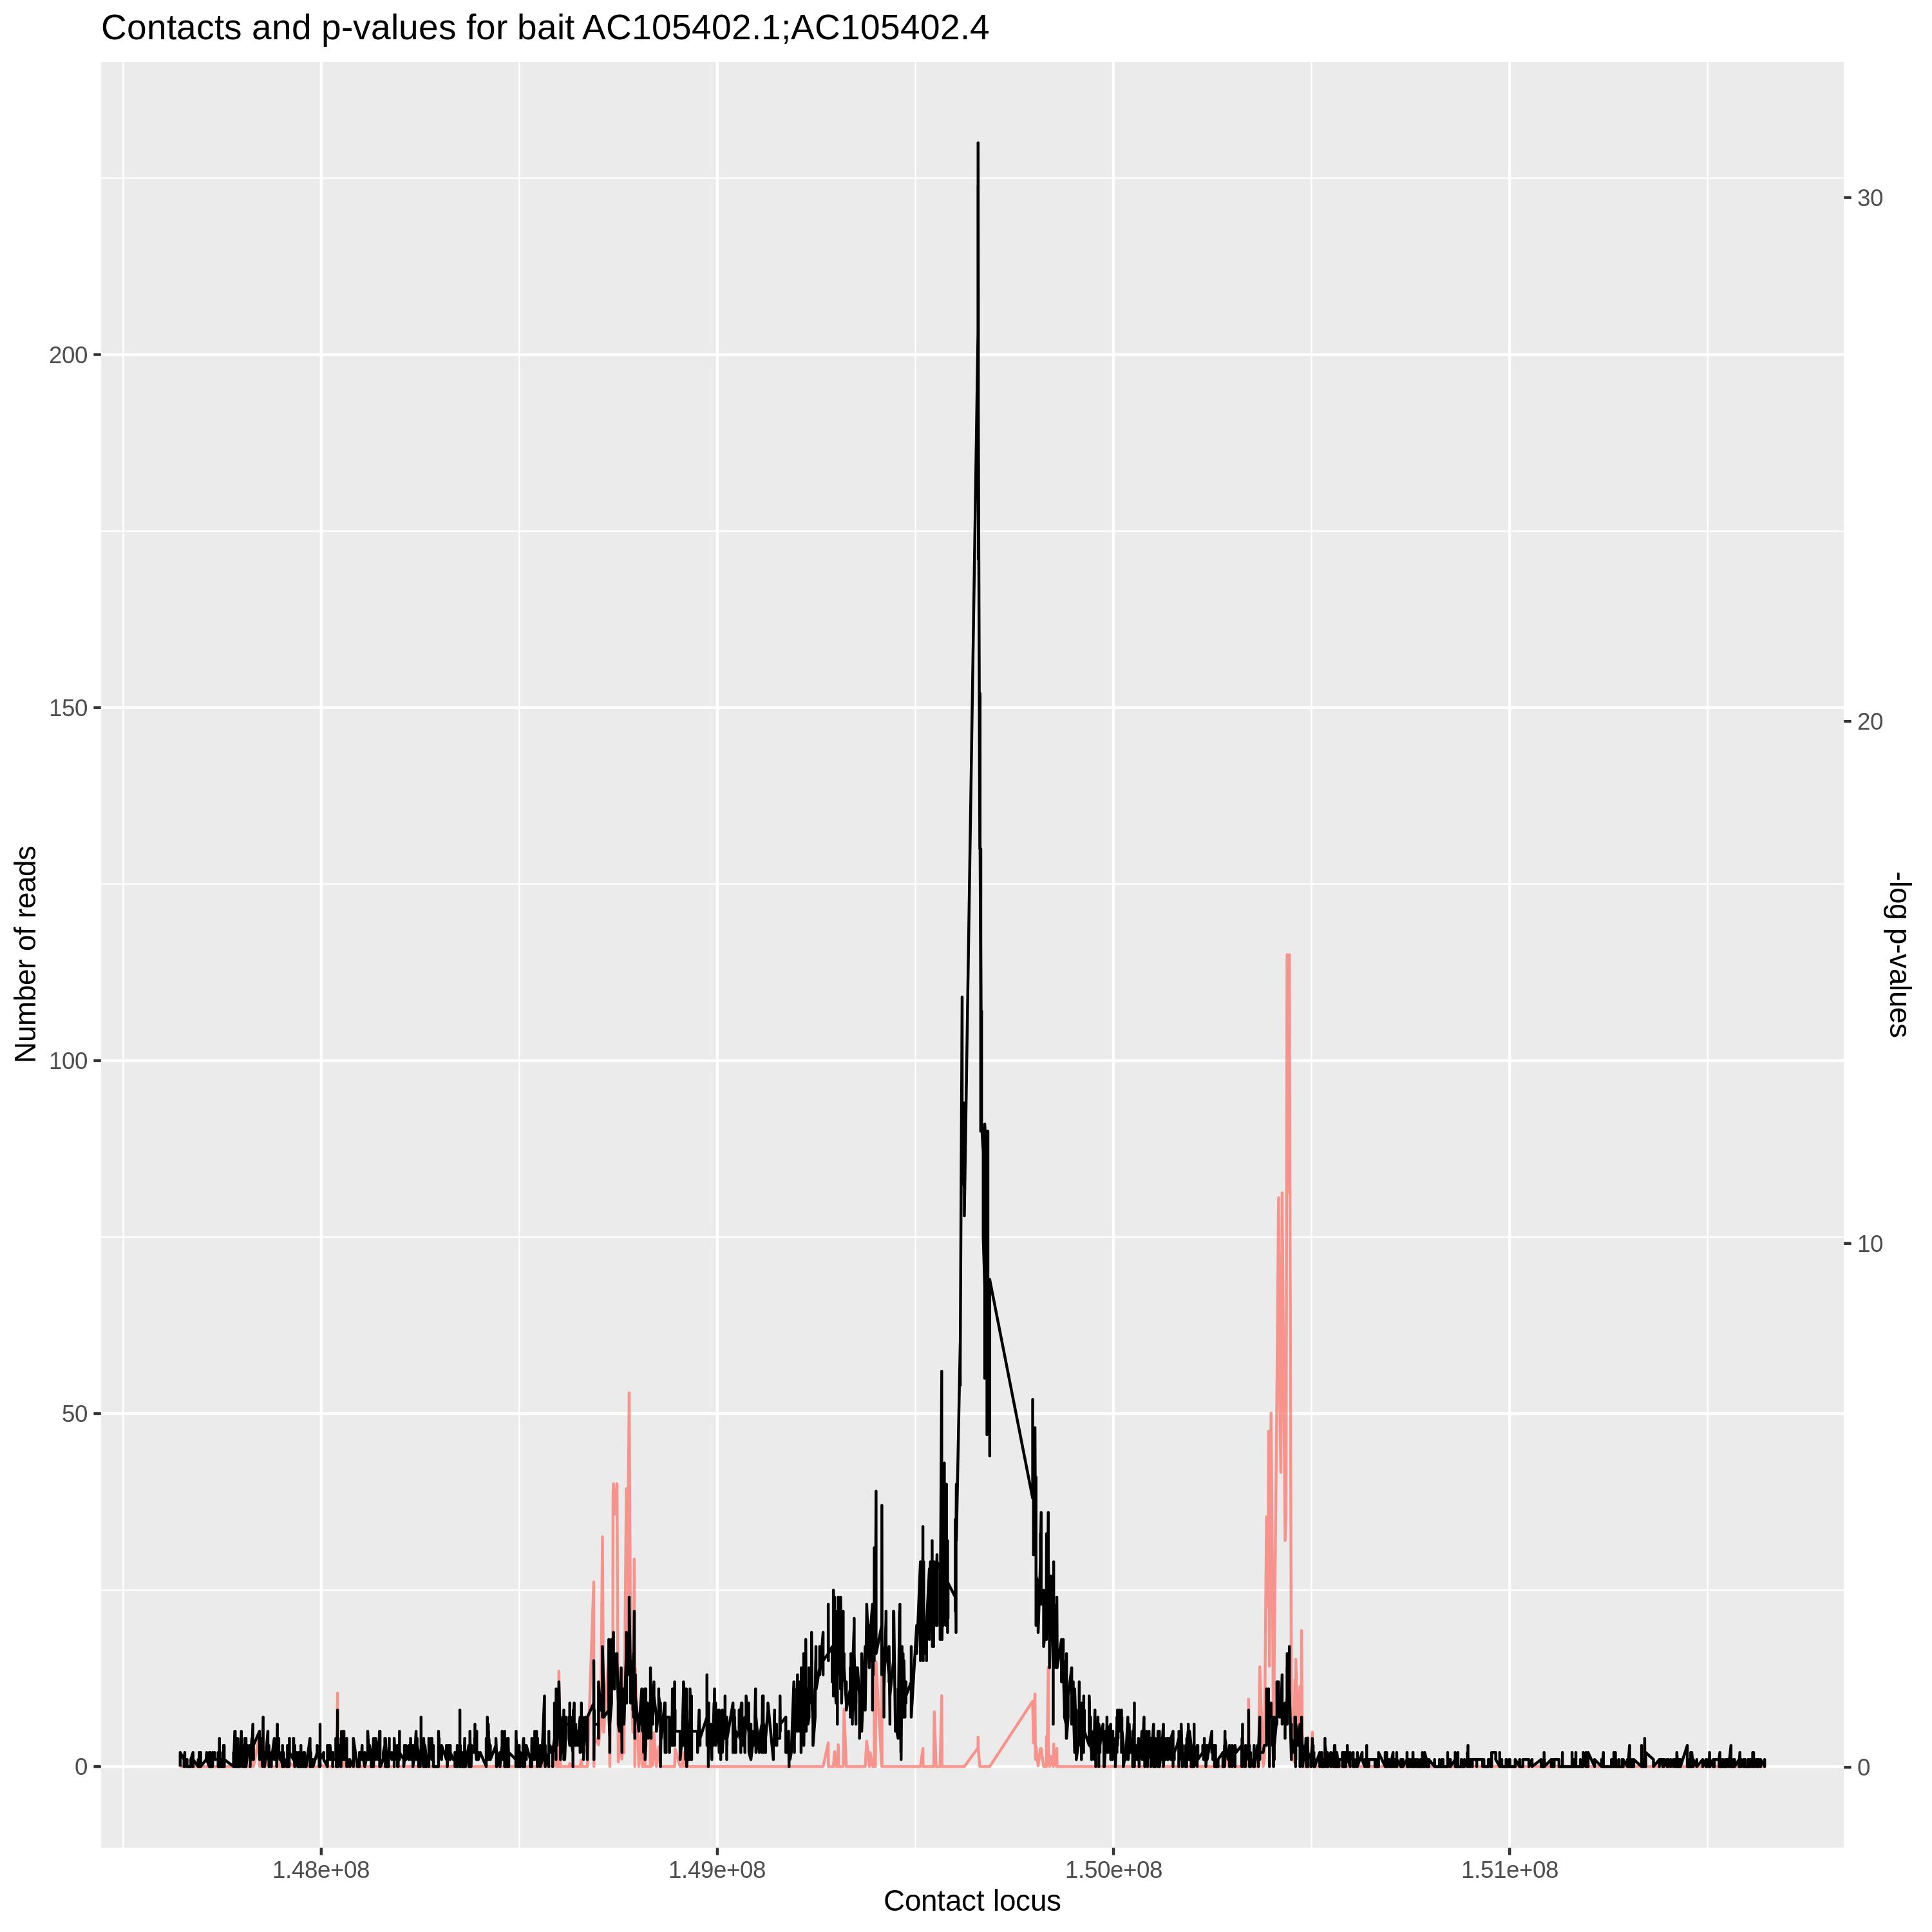 Contacts and p-values for bait AC105402.1;AC105402.4
Number of reads
200
150
100
50
0
30
20
10
0
-log p-values
1.48e+08
1.49e+08
1.50e+08
1.51e+08
Contact locus